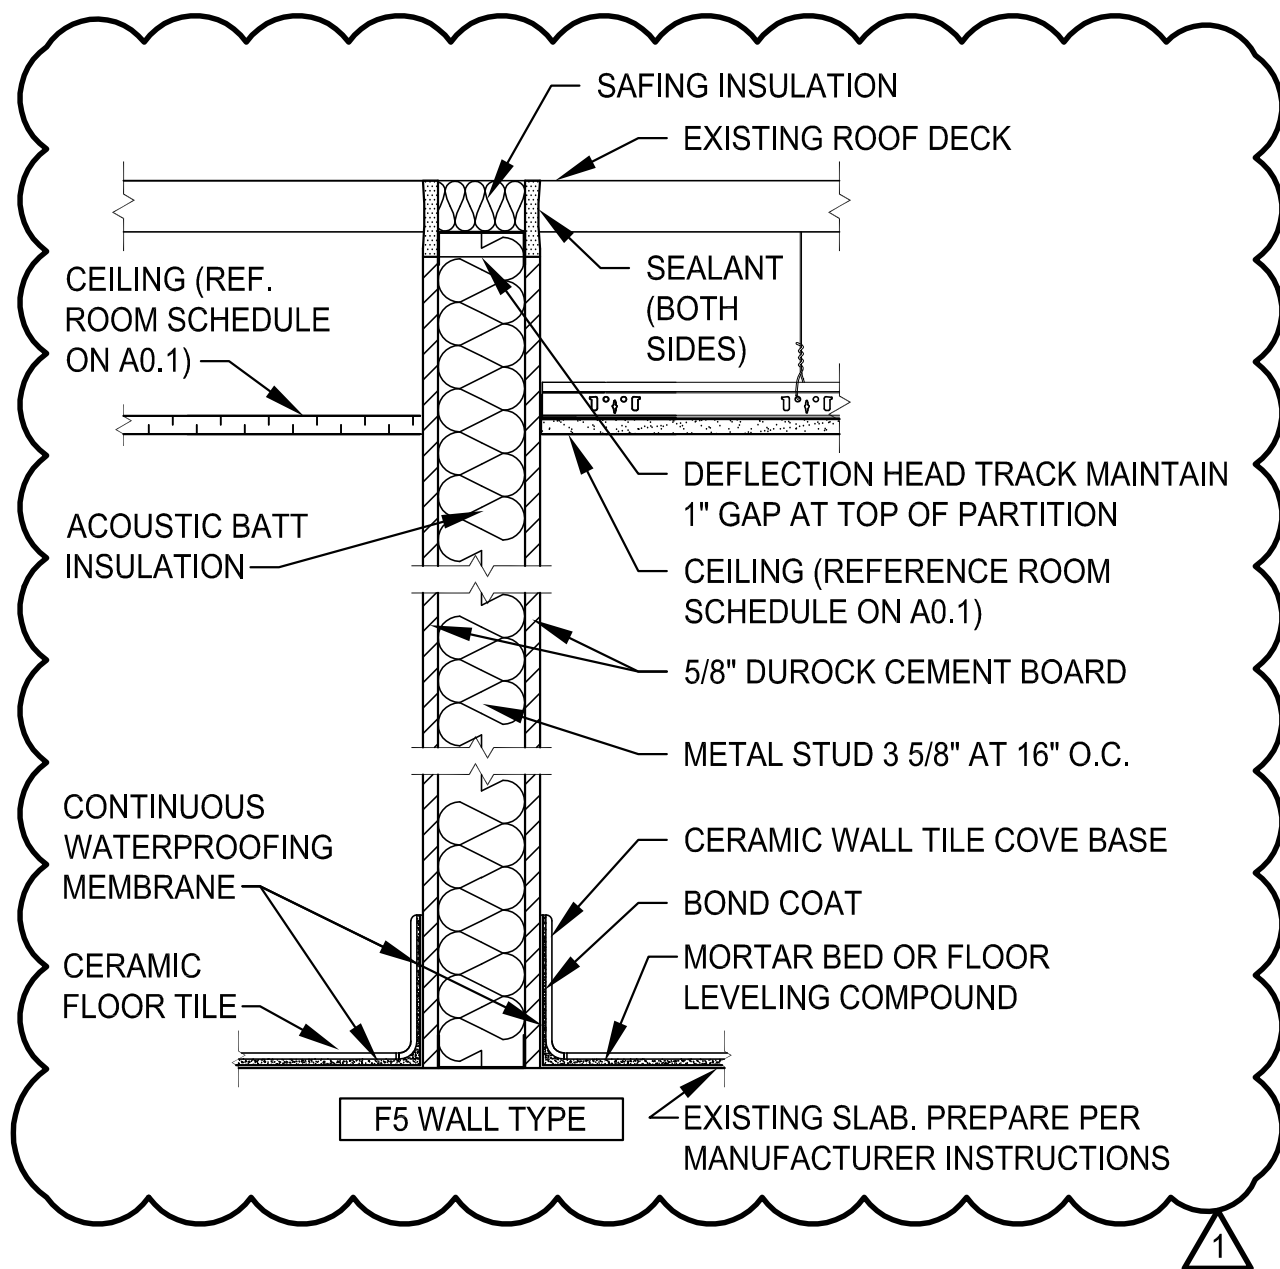 SAFING INSULATION
EXISTING ROOF DECK
CEILING (REF.
ROOM SCHEDULE
ON A0.1)
SEALANT
(BOTH
SIDES)
DEFLECTION HEAD TRACK MAINTAIN
1" GAP AT TOP OF PARTITION
ACOUSTIC BATT
INSULATION
CEILING (REFERENCE ROOM
SCHEDULE ON A0.1)
5/8" DUROCK CEMENT BOARD
METAL STUD 3 5/8" AT 16" O.C.
CONTINUOUS
WATERPROOFING
MEMBRANE
CERAMIC WALL TILE COVE BASE
BOND COAT
CERAMIC
FLOOR TILE
MORTAR BED OR FLOOR
LEVELING COMPOUND
F5 WALL TYPE
EXISTING SLAB. PREPARE PER
MANUFACTURER INSTRUCTIONS
1